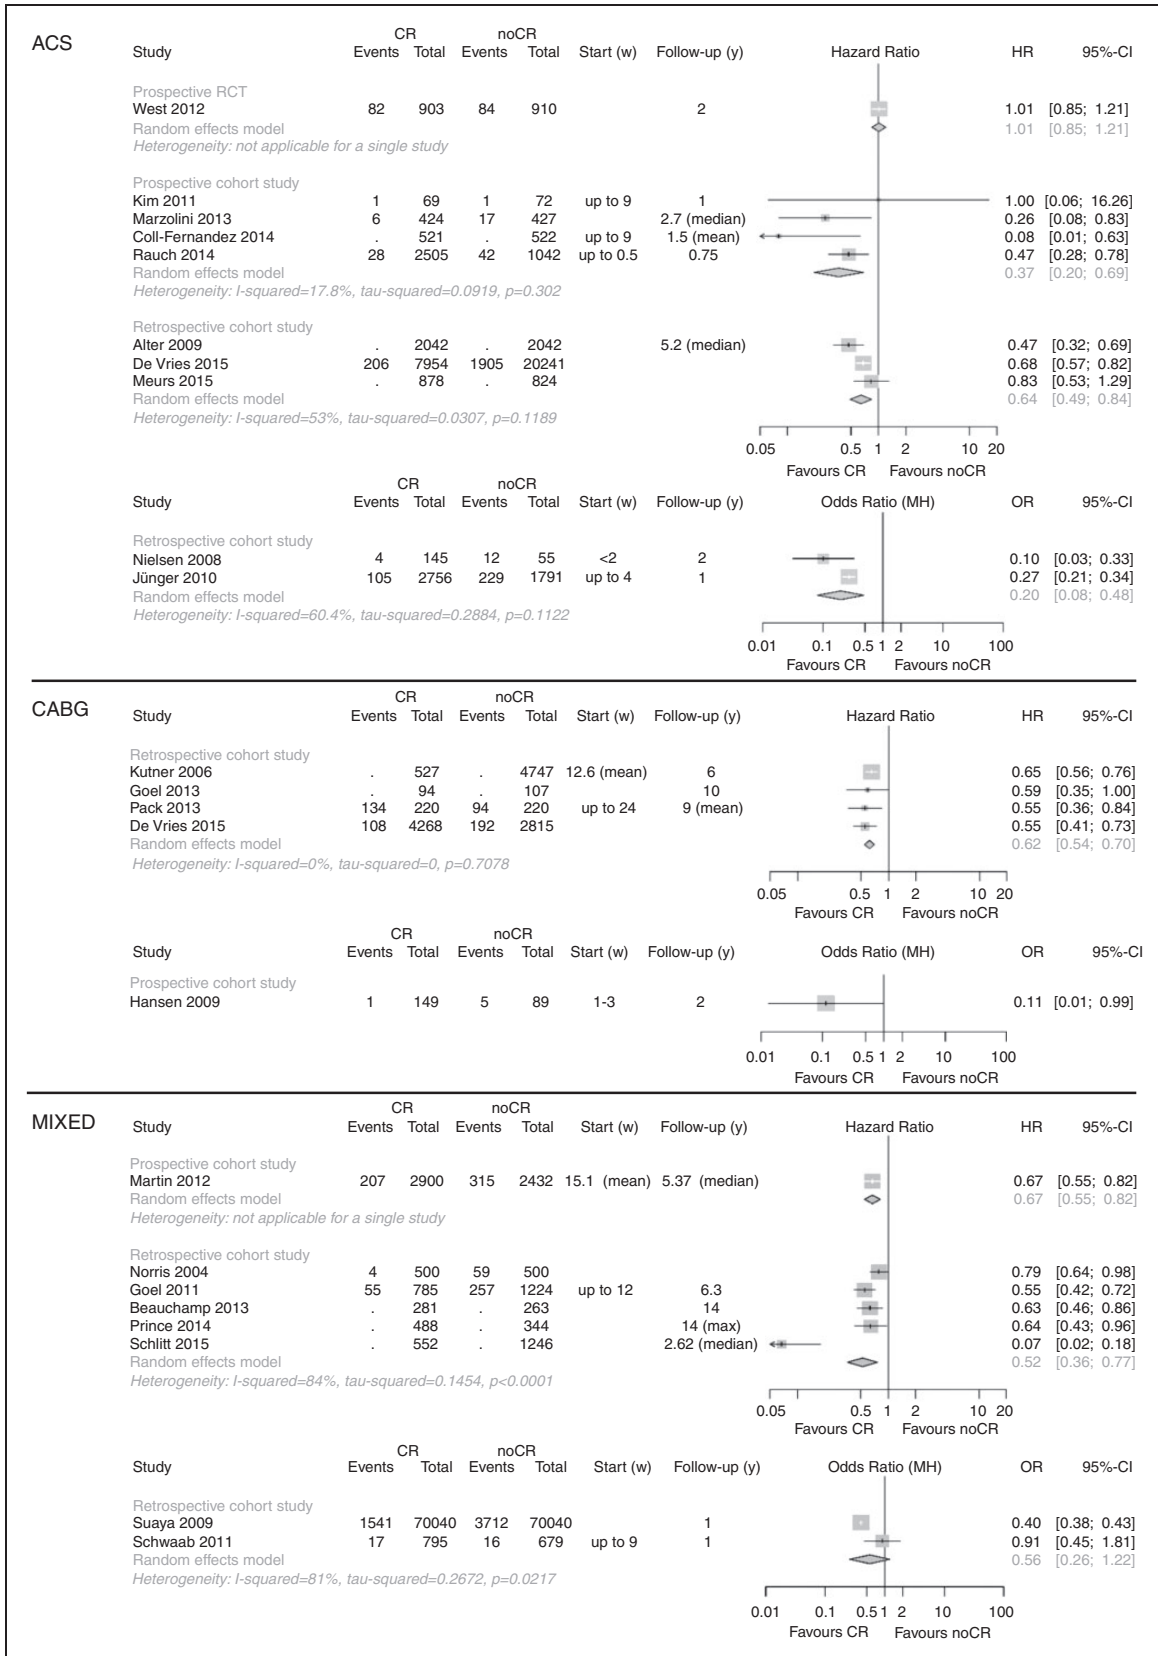 ACS
CR noCR
Study Events Total Events Total Start (w) Follow-up (y) Hazard Ratio HR 95%-CI
Prospective RCT
West 2012 82 903 84 910 2 1.01 [0.85; 1.21]
Random effects model 1.01 [0.85; 1.21]
Heterogeneity: not applicable for a single study
Prospective cohort study
Kim 2011 1 69 1 72 up to 9 1 1.00 [0.06; 16.26]
Marzolini 2013 6 424 17 427 2.7 (median) 0.26 [0.08; 0.83]
Coll-Fernandez 2014 . 521 . 522 up to 9 1.5 (mean) 0.08 [0.01; 0.63]
Rauch 2014 28 2505 42 1042 up to 0.5 0.75 0.47 [0.28; 0.78]
Random effects model 0.37 [0.20; 0.69]
Heterogeneity: I-squared=17.8%, tau-squared=0.0919, p=0.302
Retrospective cohort study
Alter 2009 . 2042 . 2042 5.2 (median) 0.47 [0.32; 0.69]
De Vries 2015 206 7954 1905 20241 0.68 [0.57; 0.82]
Meurs 2015 . 878 . 824 0.83 [0.53; 1.29]
Random effects model 0.64 [0.49; 0.84]
Heterogeneity: I-squared=53%, tau-squared=0.0307, p=0.1189
0.05 0.5 1 2 10 20
Favours CR Favours noCR
CR noCR
Study Events Total Events Total Start (w) Follow-up (y) Odds Ratio (MH) OR 95%-CI
Retrospective cohort study
Nielsen 2008 4 145 12 55 <2 2 0.10 [0.03; 0.33]
Jünger 2010 105 2756 229 1791 up to 4 1 0.27 [0.21; 0.34]
Random effects model 0.20 [0.08; 0.48]
Heterogeneity: I-squared=60.4%, tau-squared=0.2884, p=0.1122
0.01 0.1 0.5 1 2 10 100
Favours CR Favours noCR
CABG
CR noCR
Study Events Total Events Total Start (w) Follow-up (y) Hazard Ratio HR 95%-CI
Retrospective cohort study
Kutner 2006 . 527 . 4747 12.6 (mean) 6 0.65 [0.56; 0.76]
Goel 2013 . 94 . 107 10 0.59 [0.35; 1.00]
Pack 2013 134 220 94 220 up to 24 9 (mean) 0.55 [0.36; 0.84]
De Vries 2015 108 4268 192 2815 0.55 [0.41; 0.73]
Random effects model 0.62 [0.54; 0.70]
Heterogeneity: I-squared=0%, tau-squared=0, p=0.7078
0.05 0.5 1 2 10 20
Favours CR Favours noCR
CR noCR
Study Events Total Events Total Start (w) Follow-up (y) Odds Ratio (MH) OR 95%-CI
Prospective cohort study
Hansen 2009 1 149 5 89 1-3 2 0.11 [0.01; 0.99]
0.01 0.1 0.5 1 2 10 100
Favours CR Favours noCR
MIXED
CR noCR
Study Events Total Events Total Start (w) Follow-up (y) Hazard Ratio HR 95%-CI
Prospective cohort study
Martin 2012 207 2900 315 2432 15.1 (mean) 5.37 (median) 0.67 [0.55; 0.82]
Random effects model 0.67 [0.55; 0.82]
Heterogeneity: not applicable for a single study
Retrospective cohort study
Norris 2004 4 500 59 500 0.79 [0.64; 0.98]
Goel 2011 55 785 257 1224 up to 12 6.3 0.55 [0.42; 0.72]
Beauchamp 2013 . 281 . 263 14 0.63 [0.46; 0.86]
Prince 2014 . 488 . 344 14 (max) 0.64 [0.43; 0.96]
Schlitt 2015 . 552 . 1246 2.62 (median) 0.07 [0.02; 0.18]
Random effects model 0.52 [0.36; 0.77]
Heterogeneity: I-squared=84%, tau-squared=0.1454, p<0.0001
0.05 0.5 1 2 10 20
Favours CR Favours noCR
CR noCR
Study Events Total Events Total Start (w) Follow-up (y) Odds Ratio (MH) OR 95%-CI
Retrospective cohort study
Suaya 2009 1541 70040 3712 70040 1 0.40 [0.38; 0.43]
Schwaab 2011 17 795 16 679 up to 9 1 0.91 [0.45; 1.81]
Random effects model 0.56 [0.26; 1.22]
Heterogeneity: I-squared=81%, tau-squared=0.2672, p=0.0217
0.01 0.1 0.5 1 2 10 100
Favours CR Favours noCR